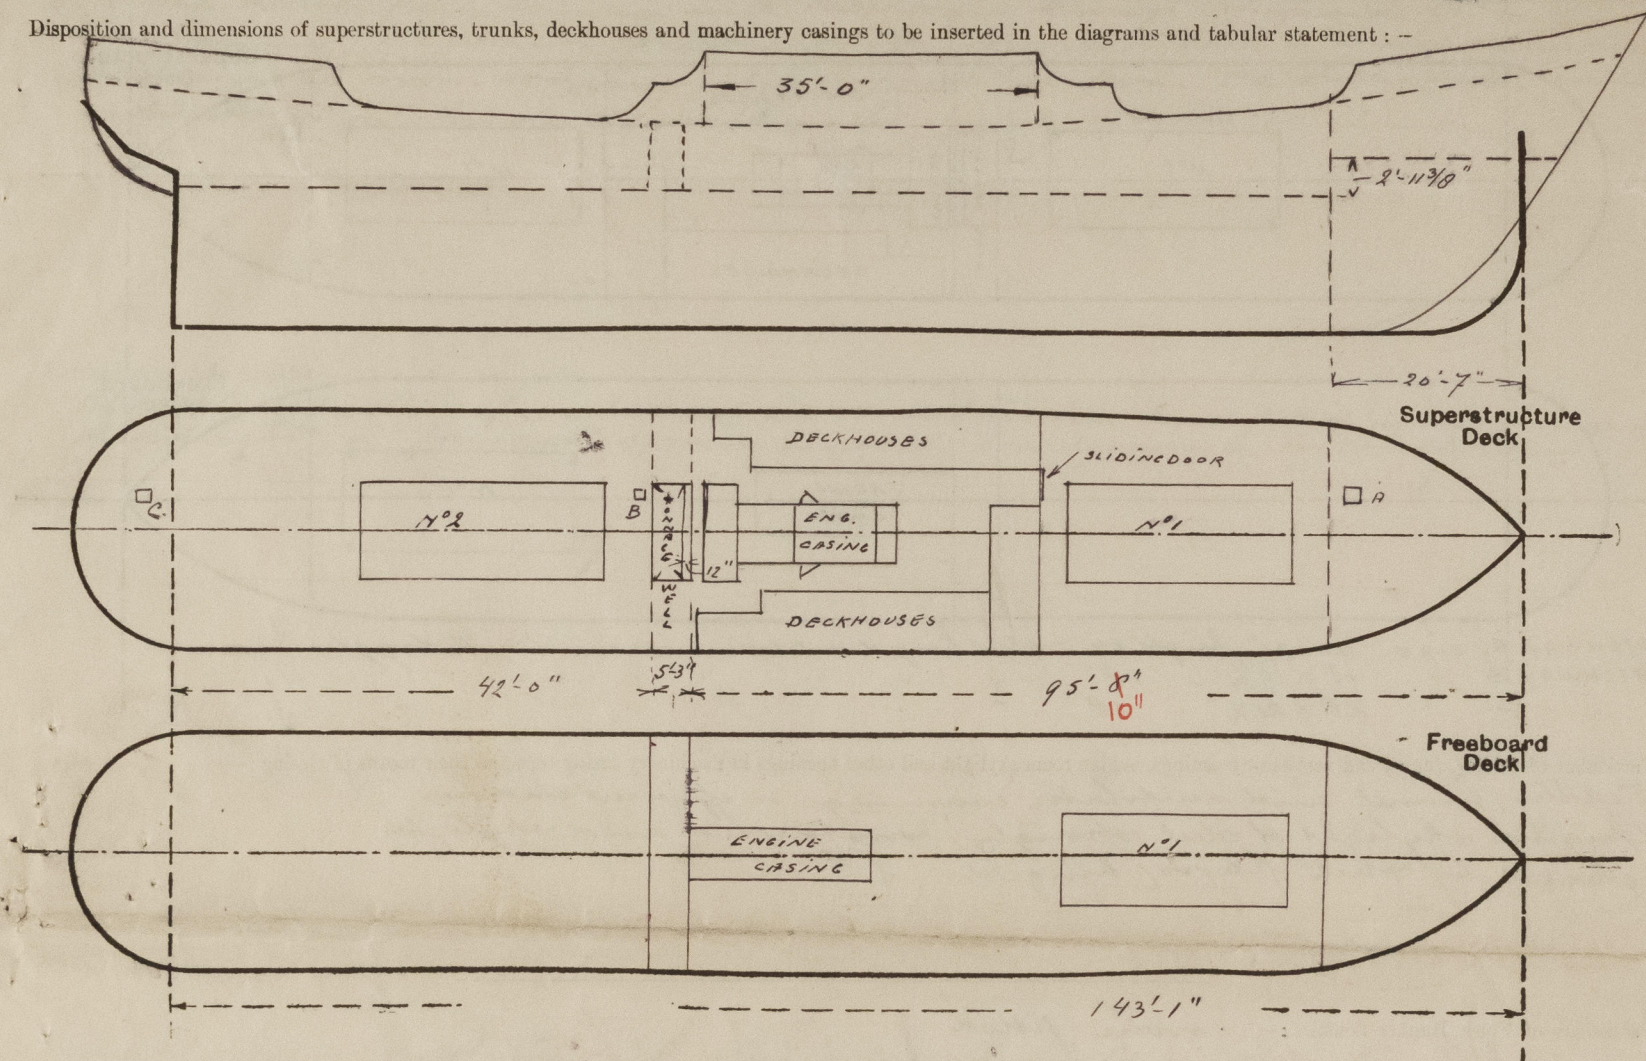 Disposition and dimensions of superstructures, trunks, deckhouses and machinery casings to be inserted in the diagrams and tabular statement : —
35'-0"
2'-11 3/8"
20'-7"
Superstructure
Deck
DECKHOUSES
SLIDING DOOR
C.
Nº2
B
TONNAGE
WELL
12"
ENG.
CASING
Nº1
A
DECKHOUSES
42'-0"
5'-3"
95'-8"
10"
Freeboard
Deck
ENGINE
CASING
Nº1
143'-1"